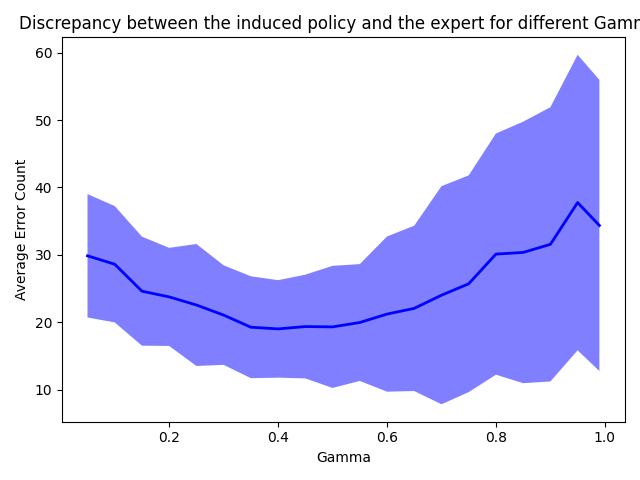 Discrepancy between the induced policy and the expert for different Gamm
60
50
40
30
20
10
Average Error Count
0.2 0.4 0.6 0.8 1.0
Gamma